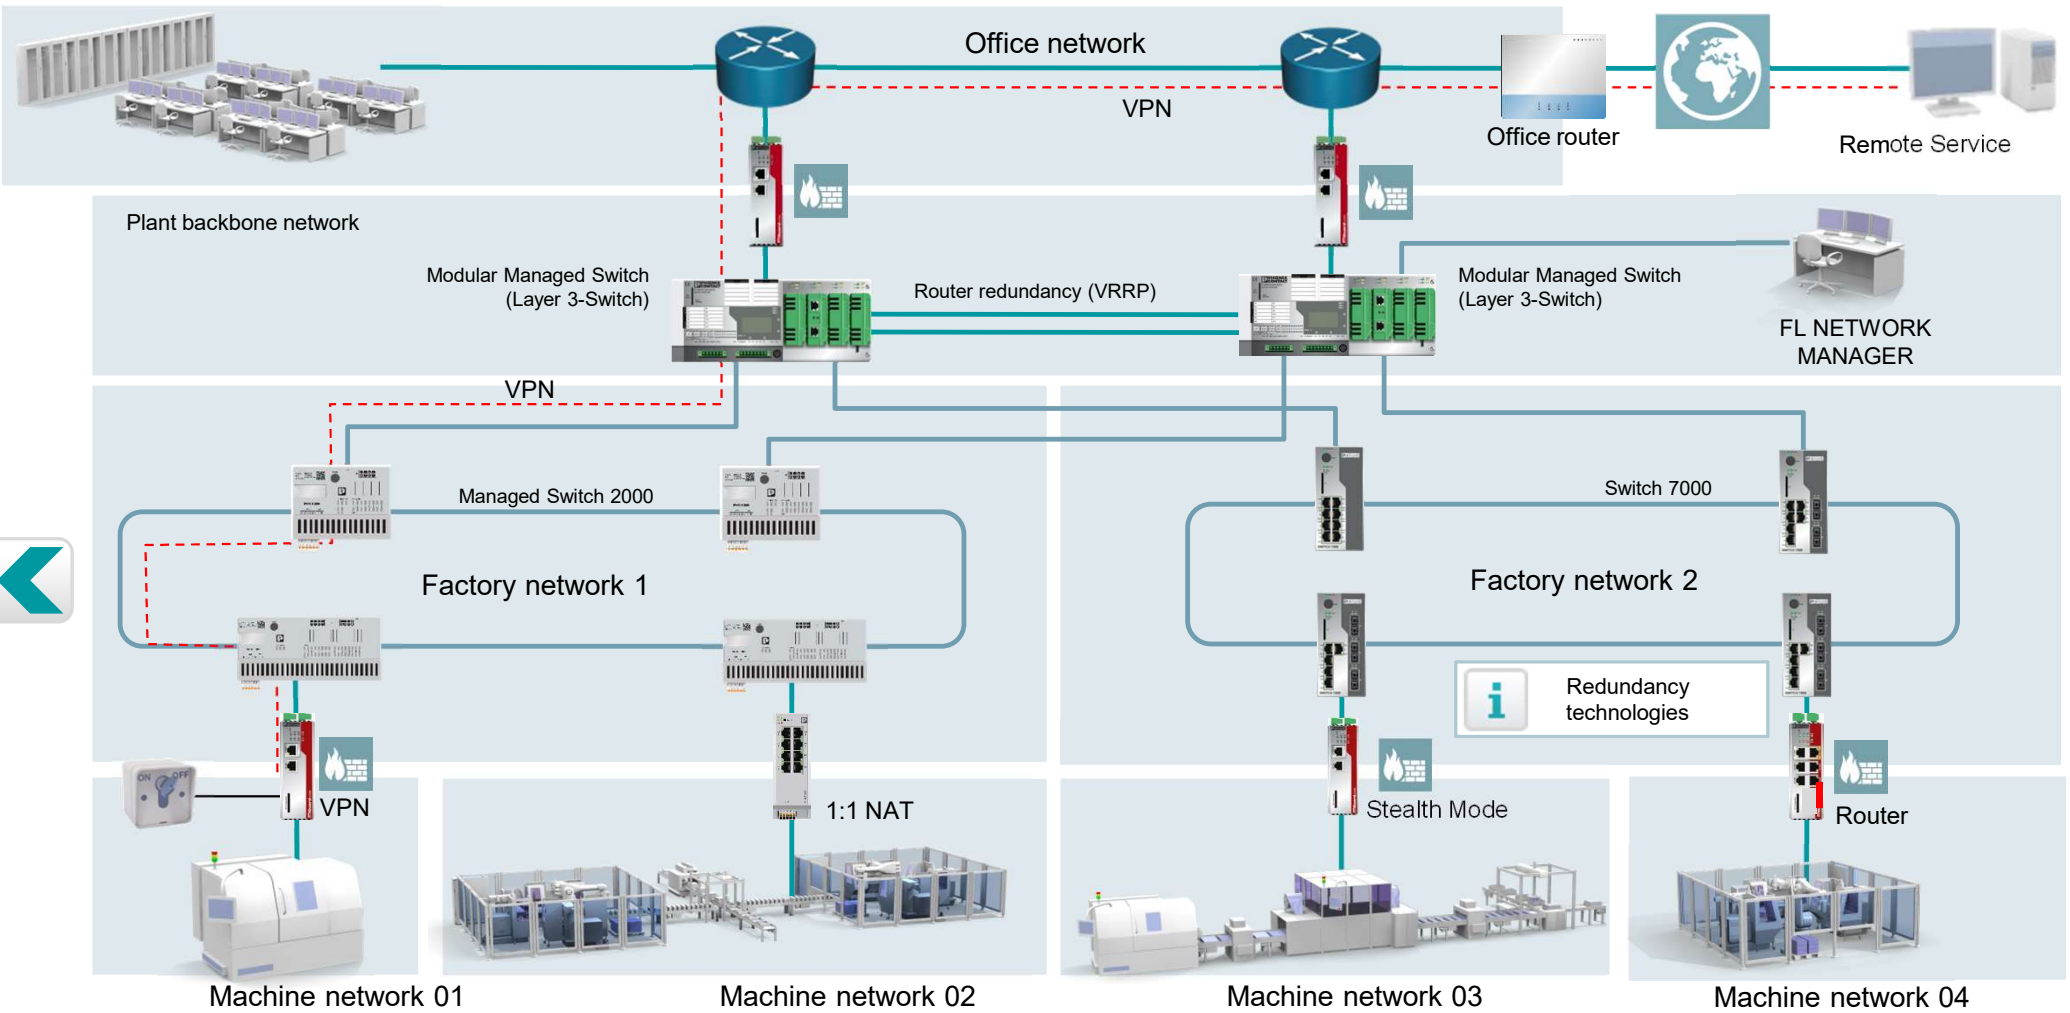 Office network
VPN
Office router
Remote Service
Plant backbone network
Modular Managed Switch
(Layer 3-Switch)
Router redundancy (VRRP)
Modular Managed Switch
(Layer 3-Switch)
FL NETWORK
MANAGER
VPN
Managed Switch 2000
Switch 7000
Factory network 1
Factory network 2
i
Redundancy
technologies
ON OFF
VPN
1:1 NAT
Stealth Mode
Router
Machine network 01
Machine network 02
Machine network 03
Machine network 04